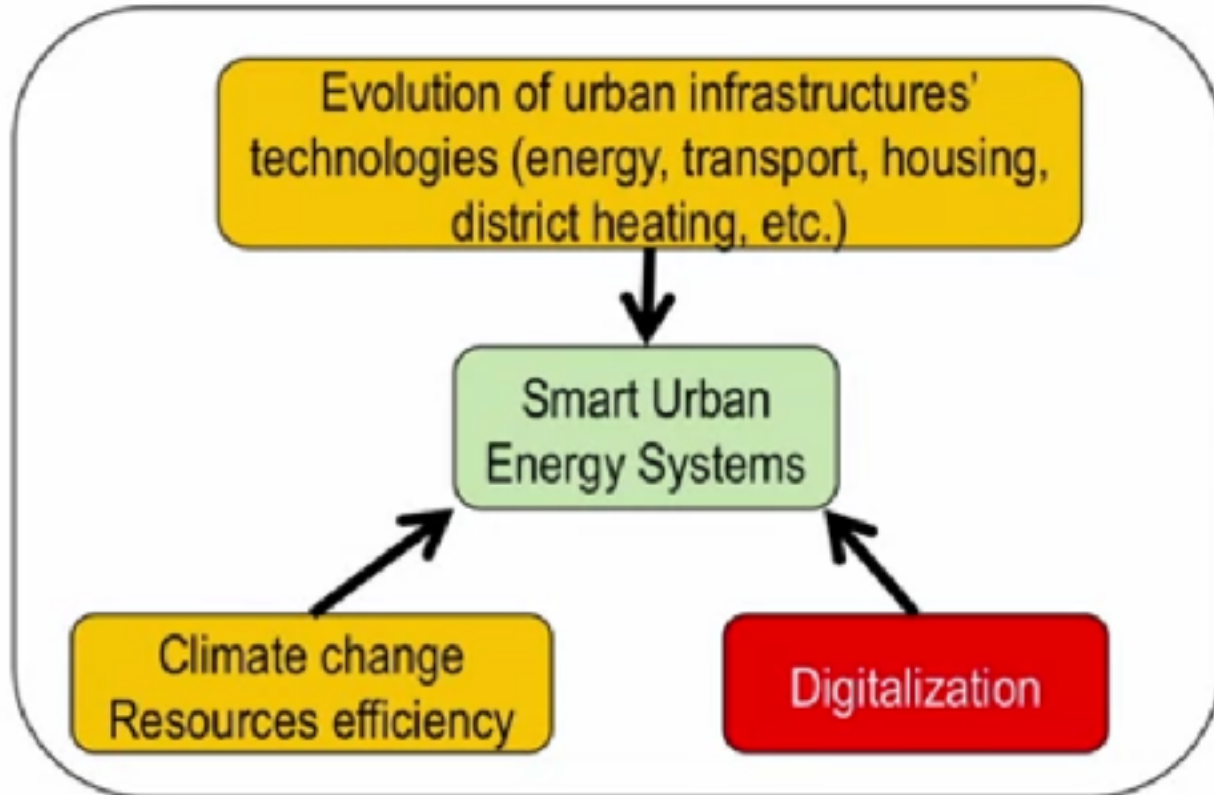 Evolution of urban infrastructures'
technologies (energy, transport, housing,
district heating, etc.)
Smart Urban
Energy Systems
Climate change
Resources efficiency
Digitalization